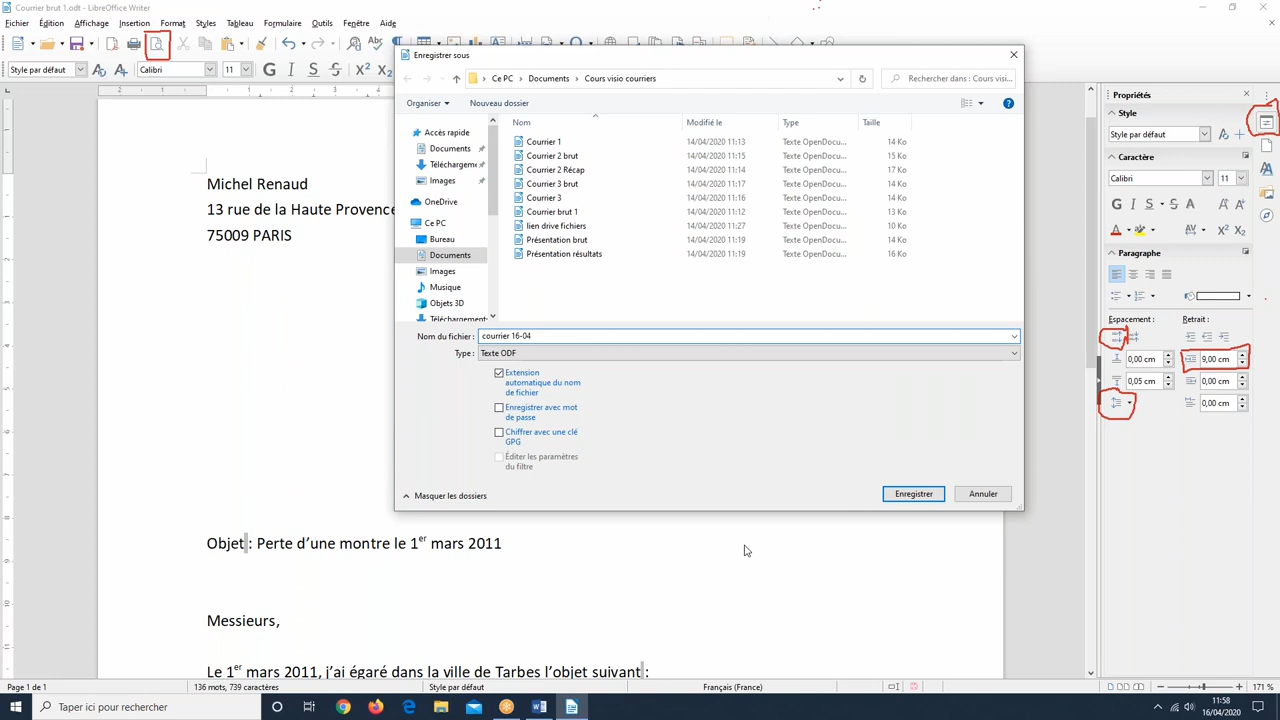 Courrier brut 1.odt - LibreOffice Writer
Fichier Édition Affichage Insertion Format Styles Tableau Formulaire Outils Fenêtre Aide
Style par défaut
Calibri
11
G I S S X² X₂
Enregistrer sous
Ce PC > Documents > Cours visio courriers
Rechercher dans : Cours visi...
Organiser
Nouveau dossier
Accès rapide
Documents
Téléchargeme
Images
OneDrive
Ce PC
Bureau
Documents
Images
Musique
Objets 3D
Téléchargement
Nom Modifié le Type Taille
Courrier 1 14/04/2020 11:13 Texte OpenDocu... 14 Ko
Courrier 2 brut 14/04/2020 11:15 Texte OpenDocu... 15 Ko
Courrier 2 Récap 14/04/2020 11:14 Texte OpenDocu... 17 Ko
Courrier 3 brut 14/04/2020 11:17 Texte OpenDocu... 14 Ko
Courrier 3 14/04/2020 11:16 Texte OpenDocu... 14 Ko
Courrier brut 1 14/04/2020 11:12 Texte OpenDocu... 13 Ko
lien drive fichiers 14/04/2020 11:27 Texte OpenDocu... 10 Ko
Présentation brut 14/04/2020 11:19 Texte OpenDocu... 14 Ko
Présentation résultats 14/04/2020 11:19 Texte OpenDocu... 16 Ko
Nom du fichier : courrier 16-04
Type : Texte ODF
Extension
automatique du nom
de fichier
Enregistrer avec mot
de passe
Chiffrer avec une clé
GPG
Éditer les paramètres
du filtre
Masquer les dossiers
Enregistrer
Annuler
Michel Renaud
13 rue de la Haute Provence
75009 PARIS
Objet : Perte d’une montre le 1er mars 2011
Messieurs,
Le 1er mars 2011, j’ai égaré dans la ville de Tarbes l’objet suivant :
Propriétés
Style
Style par défaut
Caractère
Calibri
11
G I S S A
X² X₂
Paragraphe
Espacement : Retrait :
0,00 cm 9,00 cm
0,05 cm 0,00 cm
0,00 cm
Page 1 de 1
136 mots, 739 caractères
Style par défaut
Français (France)
171 %
Taper ici pour rechercher
11:58
16/04/2020